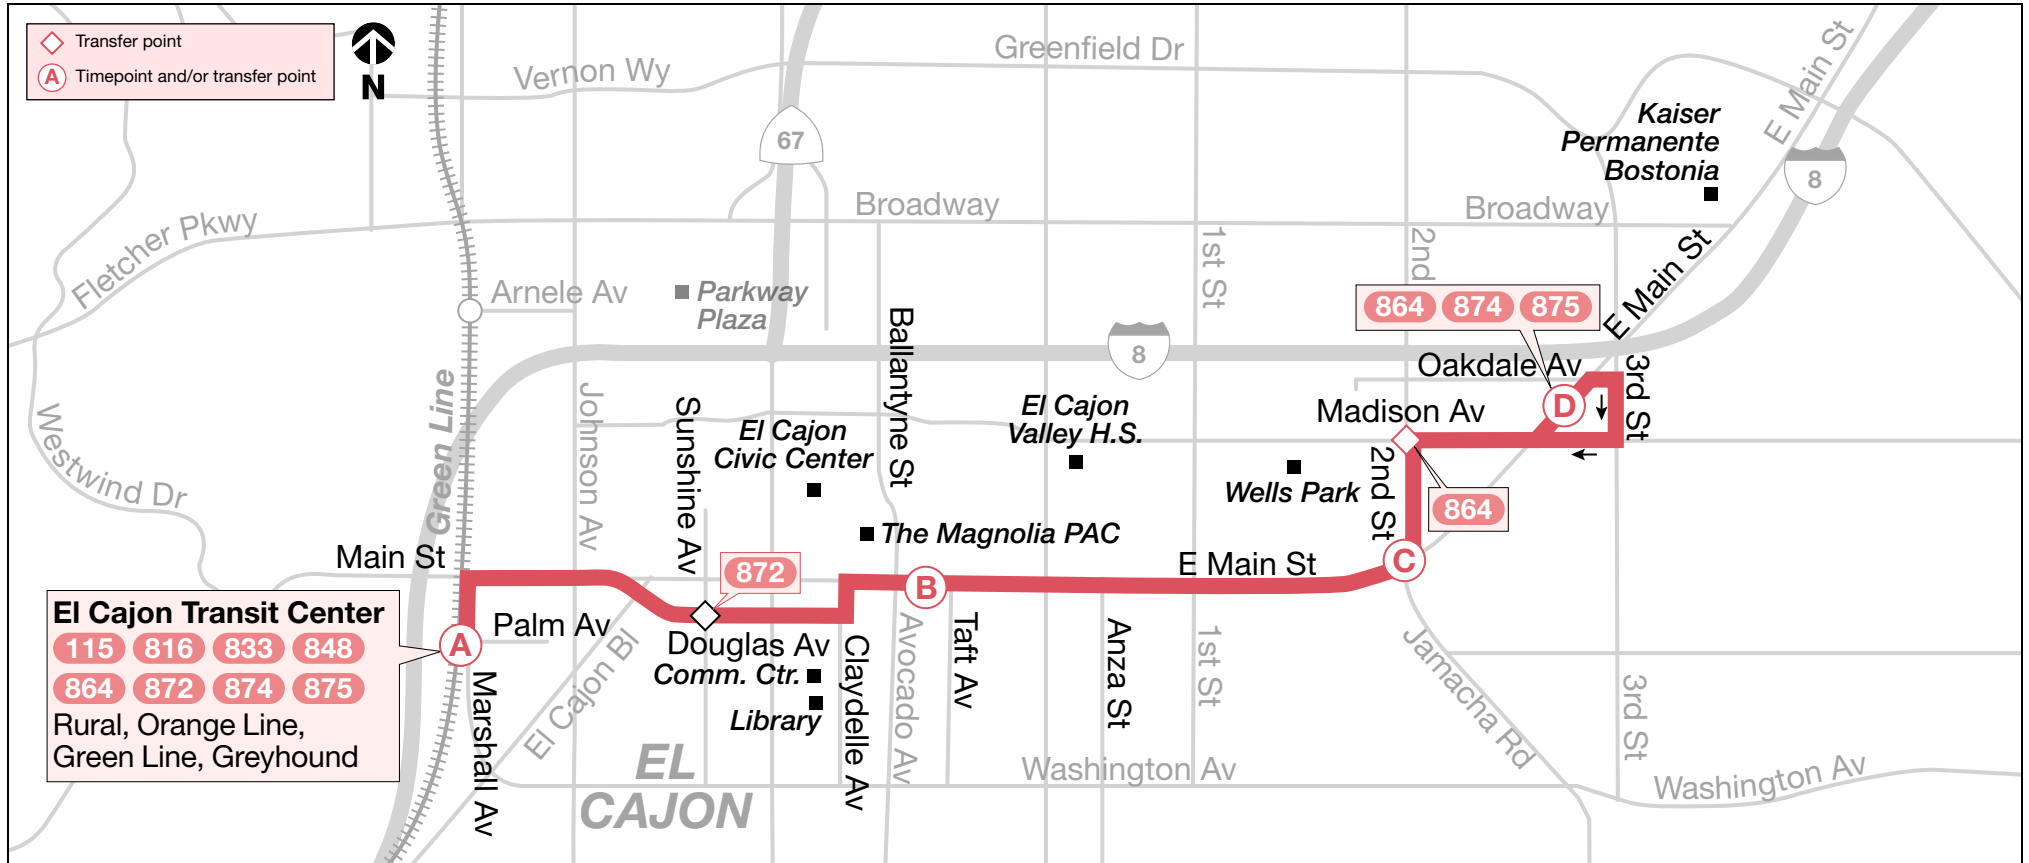 Transfer point
A Timepoint and/or transfer point
N
Vernon Wy
Greenfield Dr
E Main St
Kaiser
Permanente
Bostonia
67
8
Fletcher Pkwy
Broadway
Broadway
1st St
2nd
E Main St
Arnele Av
Parkway
Plaza
864 874 875
8
Ballantyne St
Oakdale Av
3rd St
D
Madison Av
Green Line
Johnson Av
Sunshine Av
El Cajon
Civic Center
El Cajon
Valley H.S.
Westwind Dr
Wells Park
2nd St
864
The Magnolia PAC
Main St
872
E Main St
C
B
El Cajon Transit Center
115 816 833 848
864 872 874 875
Rural, Orange Line,
Green Line, Greyhound
A
Palm Av
Marshall Av
El Cajon Bl
Douglas Av
Comm. Ctr.
Library
Claydelle Av
Avocado Av
Taft Av
Anza St
1st St
Jamacha Rd
3rd St
EL
CAJON
Washington Av
Washington Av